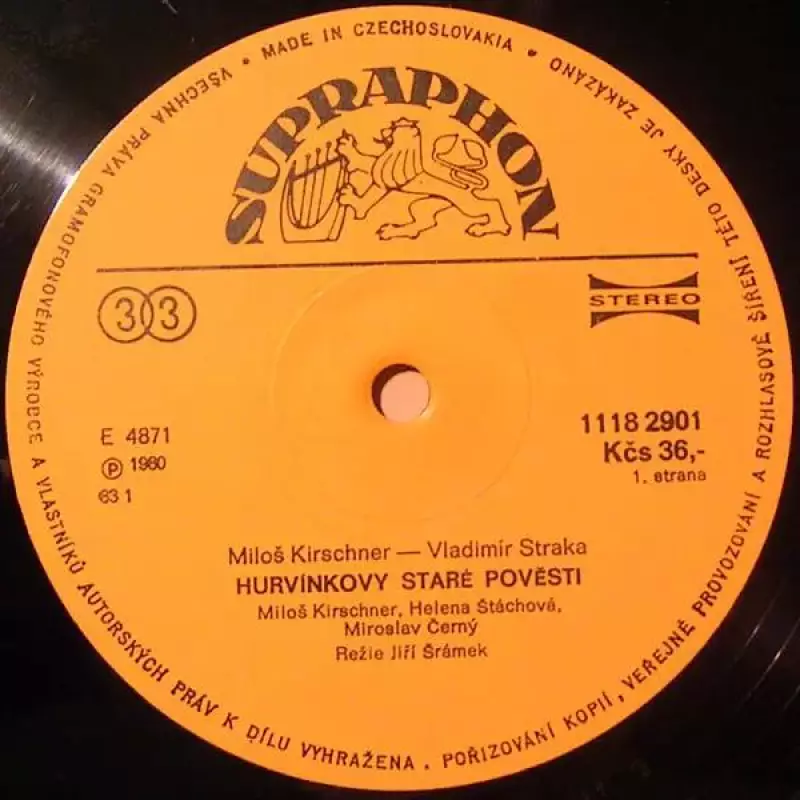 • MADE IN CZECHOSLOVAKIA •
VŠECHNA PRÁVA GRAMOFONOVÉHO VÝROBCE A VLASTNÍKŮ AUTORSKÝCH PRÁV K DÍLU VYHRAŽENA. POŘIZOVÁNÍ KOPIÍ, VEŘEJNÉ PROVOZOVÁNÍ A ROZHLASOVÉ ŠÍŘENÍ TÉTO DESKY JE ZAKÁZÁNO
SUPRAPHON
33
STEREO
E 4871
℗ 1980
63 1
1118 2901
Kčs 36,-
1. strana
Miloš Kirschner — Vladimír Straka
HURVÍNKOVY STARÉ POVĚSTI
Miloš Kirschner, Helena Štáchová,
Miroslav Černý
Režie Jiří Šrámek